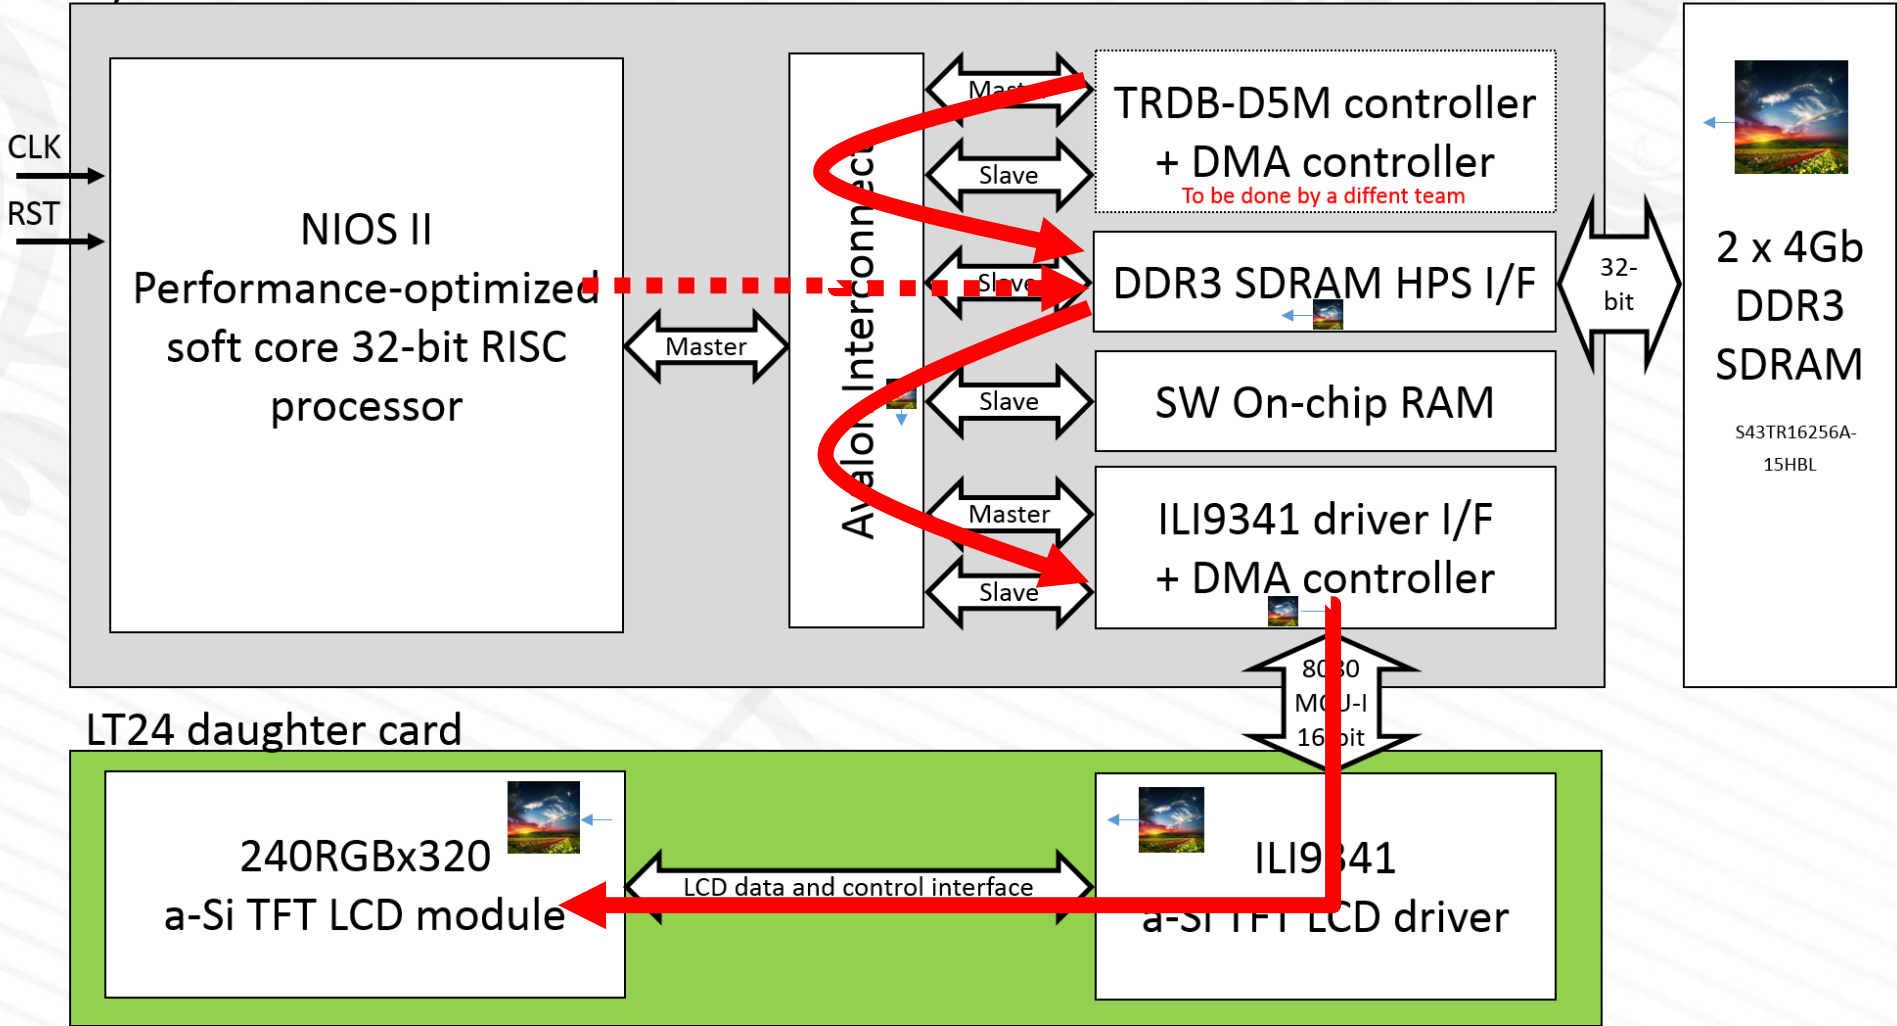 CLK
RST
NIOS II
Performance-optimized
soft core 32-bit RISC
processor
Master
Avalon Interconnect
Master
Slave
Slave
Slave
Master
Slave
TRDB-D5M controller
+ DMA controller
To be done by a diffent team
DDR3 SDRAM HPS I/F
SW On-chip RAM
ILI9341 driver I/F
+ DMA controller
32-
bit
2 x 4Gb
DDR3
SDRAM
S43TR16256A-
15HBL
8080
MCU-I
16-bit
LT24 daughter card
240RGBx320
a-Si TFT LCD module
LCD data and control interface
ILI9341
a-Si TFT LCD driver